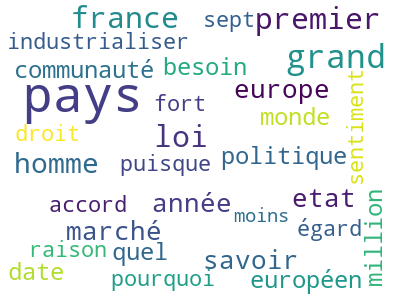 france sept premier
industrialiser grand
communauté besoin
pays fort europe
sentiment
droit loi monde
homme puisque politique
accord année etat
million
marché moins égard
raison quel savoir
date pourquoi européen